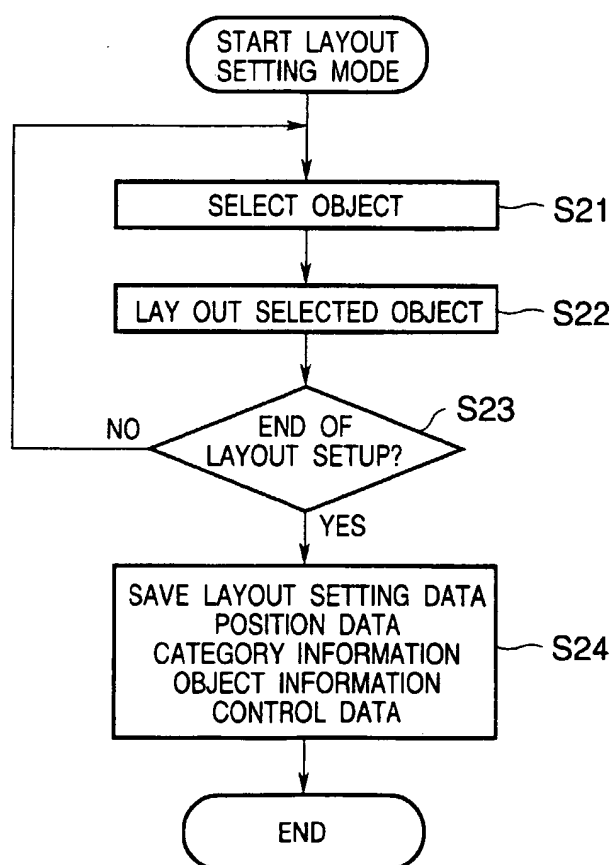 START LAYOUT
SETTING MODE
SELECT OBJECT
S21
LAY OUT SELECTED OBJECT
S22
END OF
LAYOUT SETUP?
S23
NO
YES
SAVE LAYOUT SETTING DATA
POSITION DATA
CATEGORY INFORMATION
OBJECT INFORMATION
CONTROL DATA
S24
END